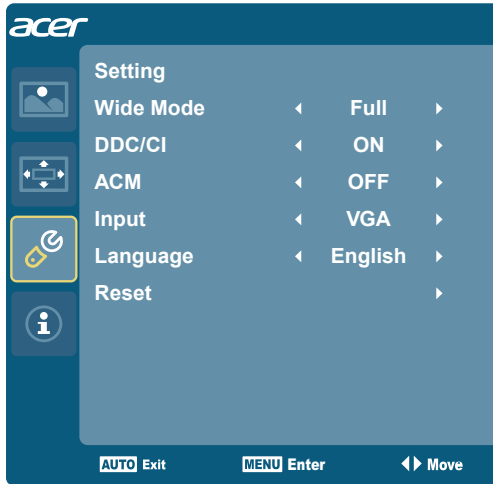 acer
Setting
Wide Mode Full
DDC/CI ON
ACM OFF
Input VGA
Language English
Reset
AUTO Exit MENU Enter Move